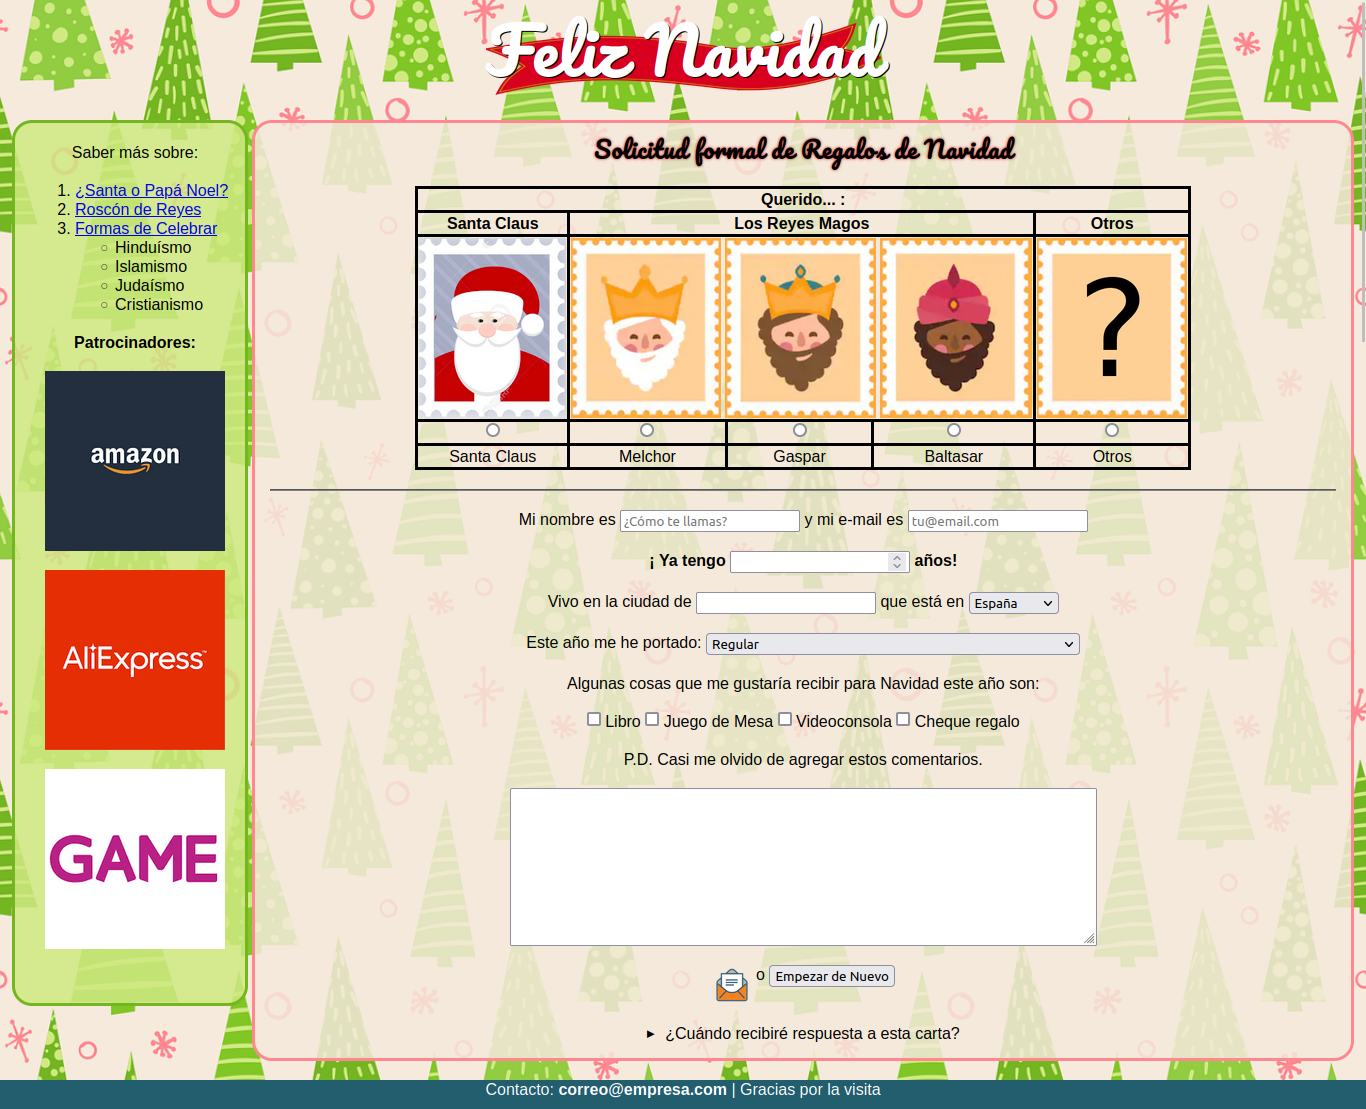 Feliz Navidad
Saber más sobre:
1. ¿Santa o Papá Noel?
2. Roscón de Reyes
3. Formas de Celebrar
Hinduísmo
Islamismo
Judaísmo
Cristianismo
Patrocinadores:
amazon
AliExpress™
GAME
Solicitud formal de Regalos de Navidad
Querido... :
Santa Claus Los Reyes Magos Otros
?
Santa Claus Melchor Gaspar Baltasar Otros
Mi nombre es ¿Cómo te llamas? y mi e-mail es tu@email.com
¡ Ya tengo años!
Vivo en la ciudad de que está en España
Este año me he portado: Regular
Algunas cosas que me gustaría recibir para Navidad este año son:
Libro Juego de Mesa Videoconsola Cheque regalo
P.D. Casi me olvido de agregar estos comentarios.
o Empezar de Nuevo
¿Cuándo recibiré respuesta a esta carta?
Contacto: correo@empresa.com | Gracias por la visita